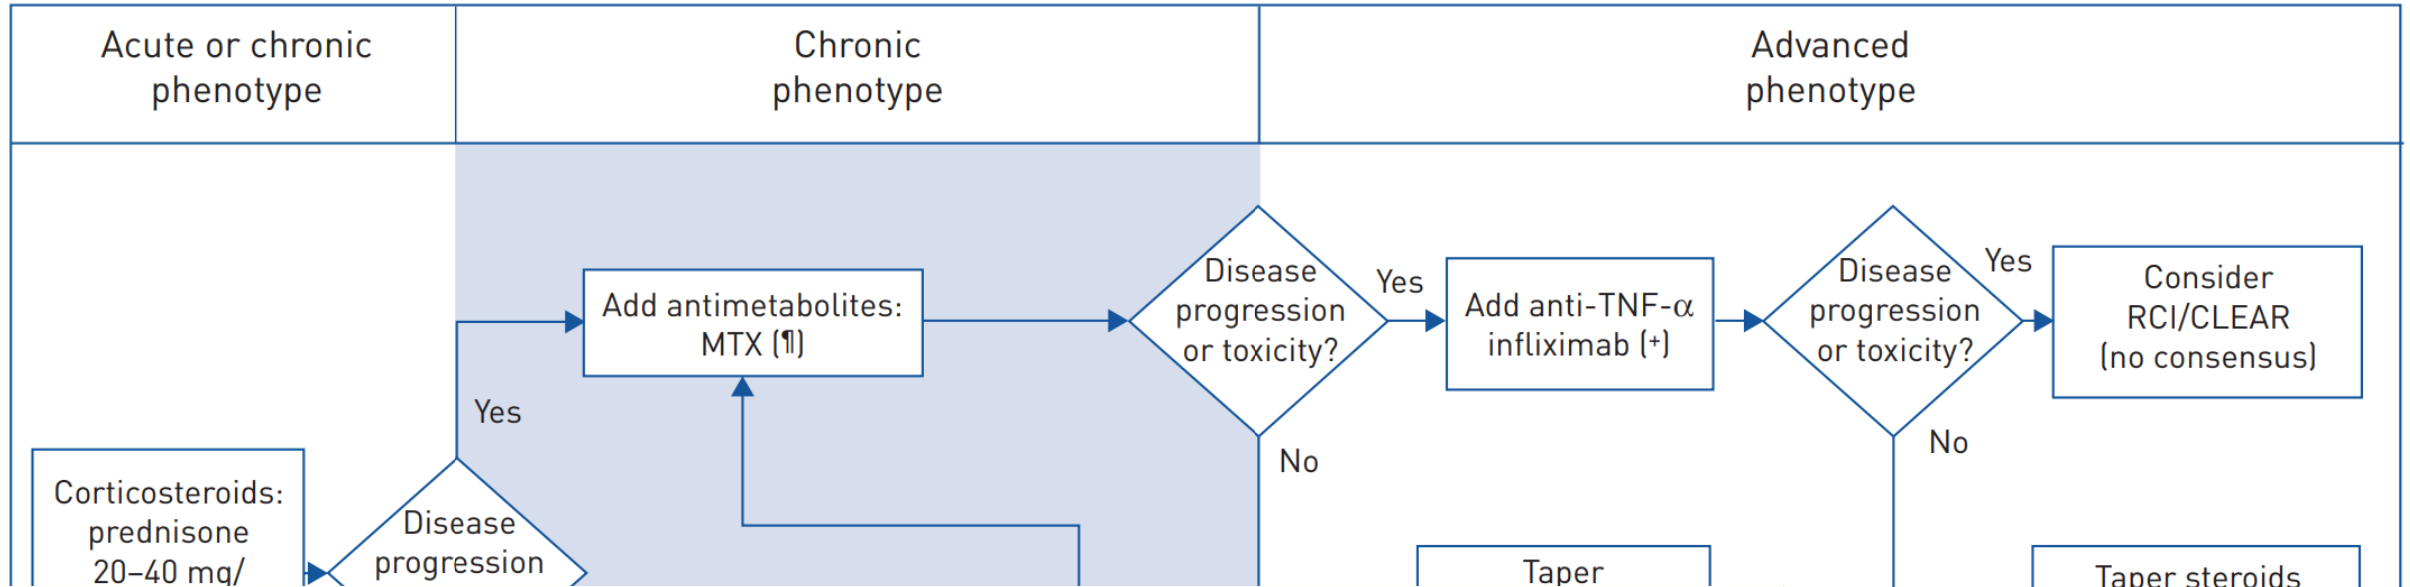 Acute or chronic
phenotype
Chronic
phenotype
Advanced
phenotype
Disease
progression
or toxicity?
Yes
Add antimetabolites:
MTX (¶)
Add anti-TNF-α
infliximab (+)
Disease
progression
or toxicity?
Yes
Consider
RCI/CLEAR
(no consensus)
Yes
No
No
Corticosteroids:
prednisone
20–40 mg/
Disease
progression
Taper
Taper steroids